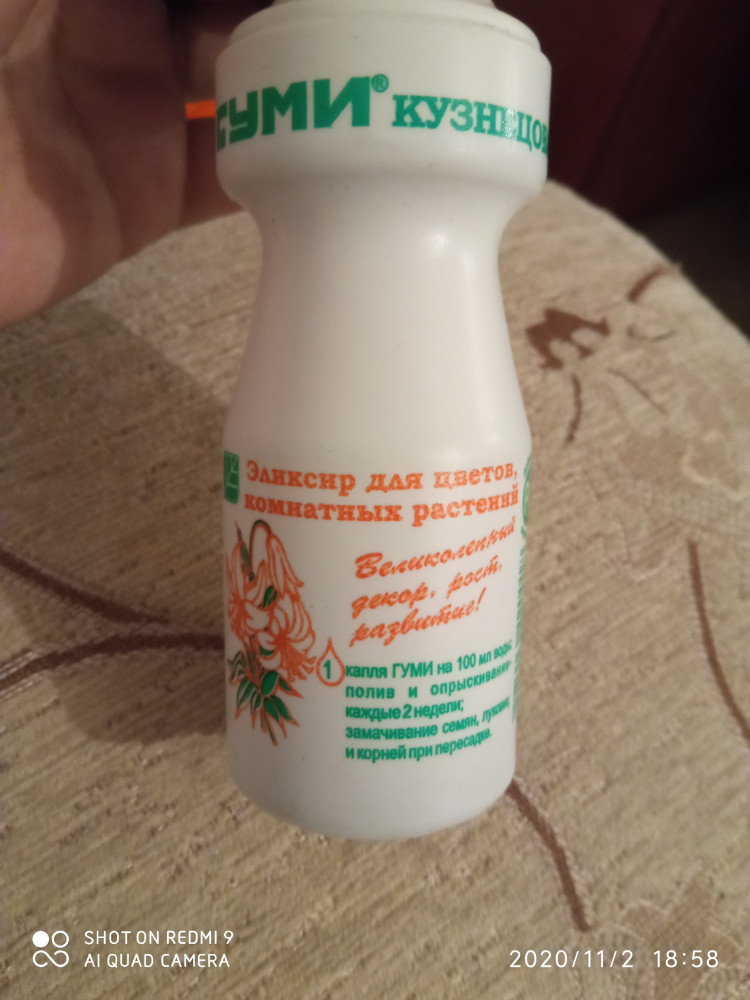 ГУМИ® КУЗНЕЦОВ
Эликсир для цветов,
комнатных растений
Великолепный
декор, рост,
развитие!
1 капля ГУМИ на 100 мл воды:
полив и опрыскивание-
каждые 2 недели;
замачивание семян, луковиц
и корней при пересадке.
SHOT ON REDMI 9
AI QUAD CAMERA
2020/11/2 18:58